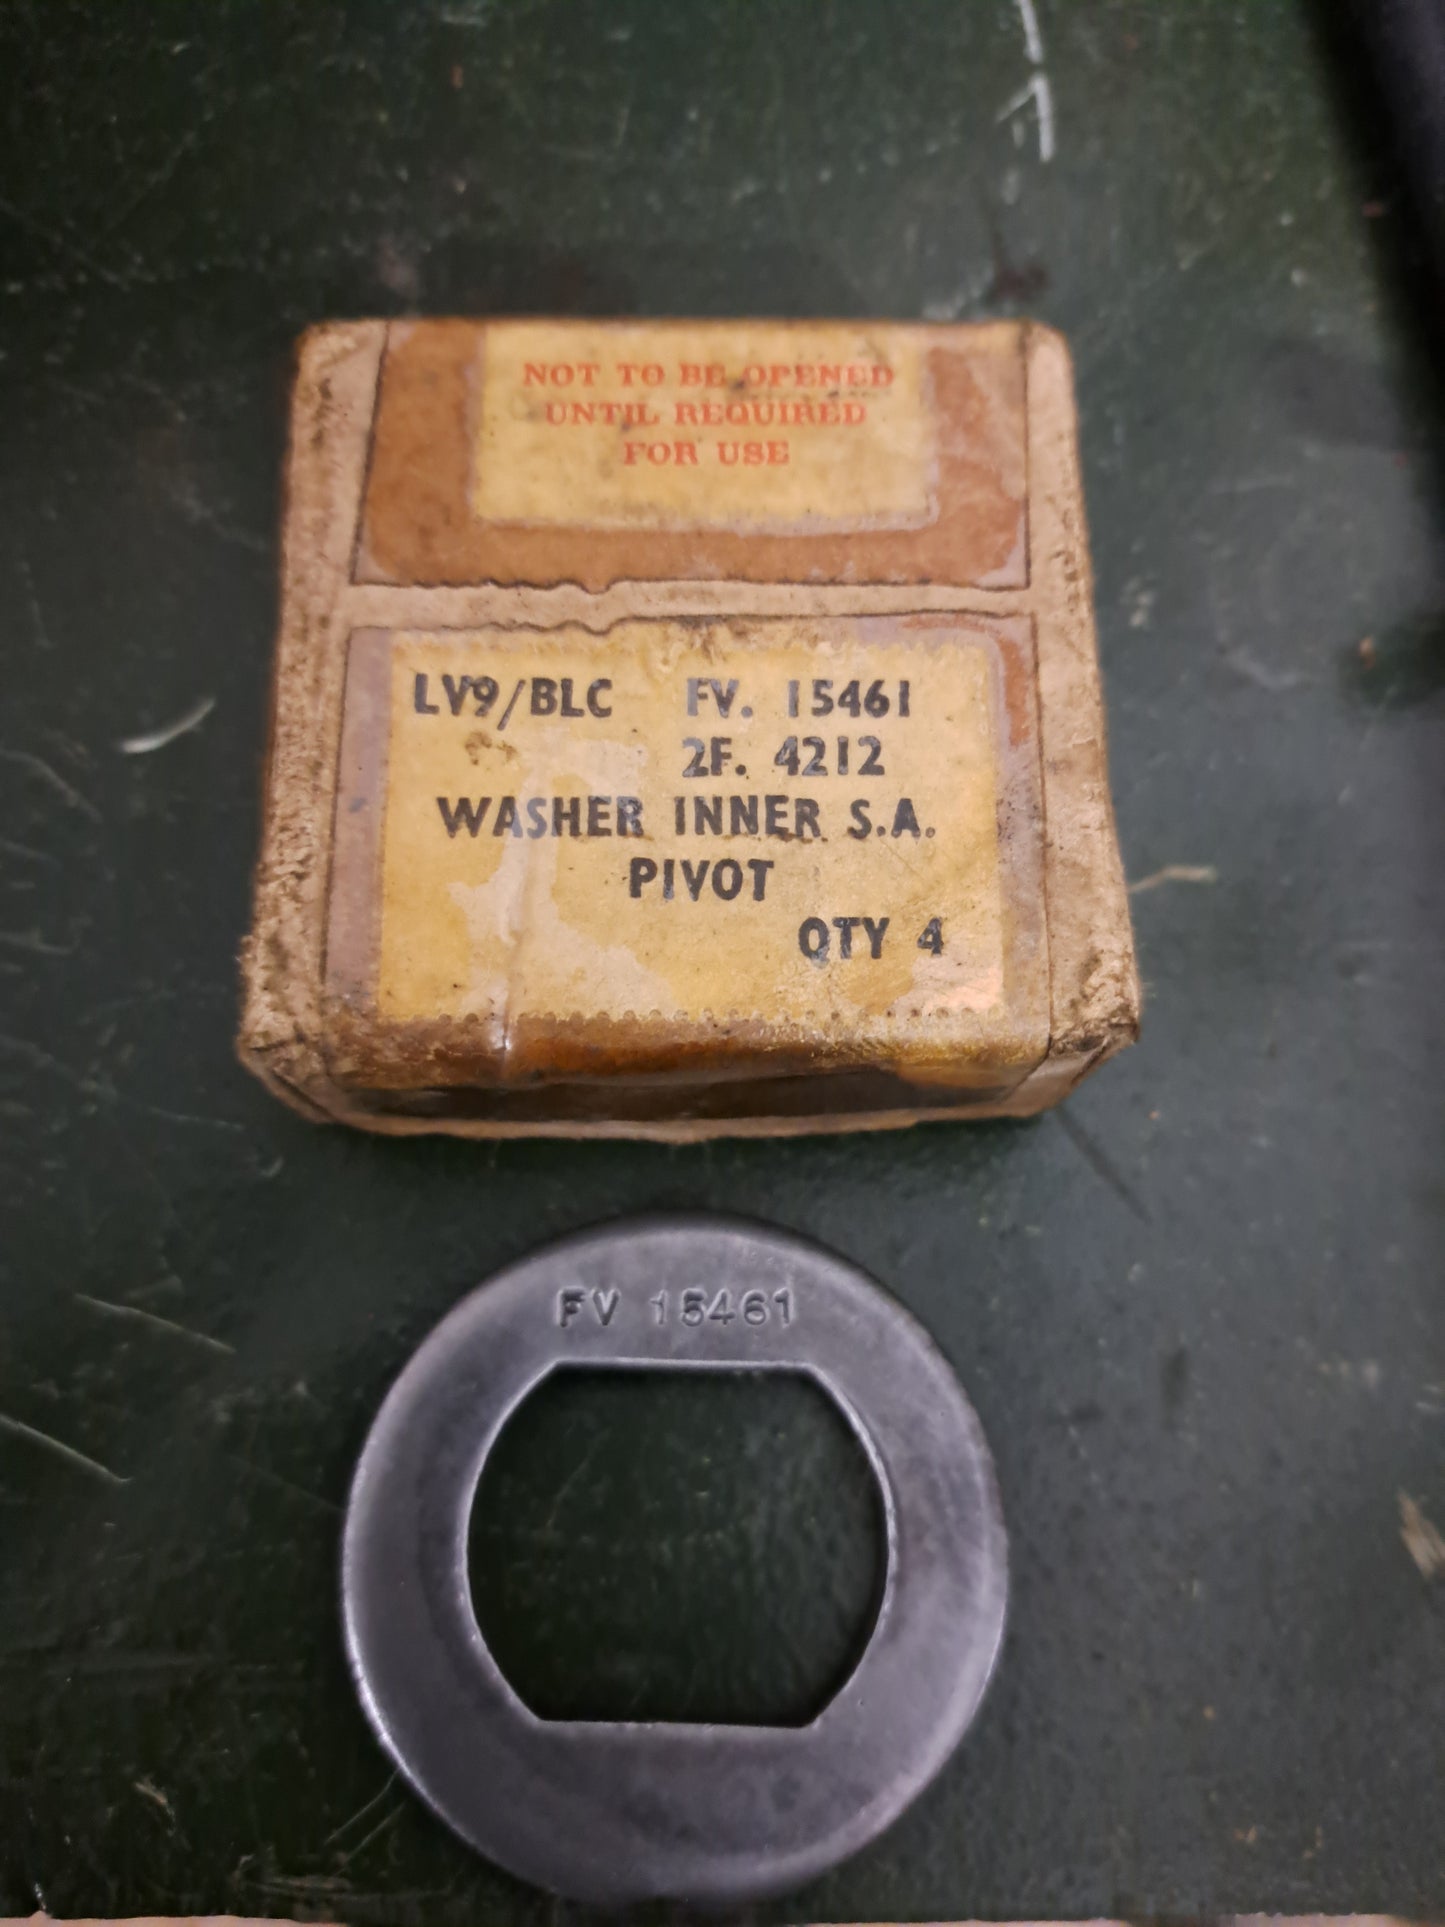 NOT TO BE OPENED
UNTIL REQUIRED
FOR USE
LV9/BLC FV. 15461
2F. 4212
WASHER INNER S.A.
PIVOT
QTY 4
FV 15461